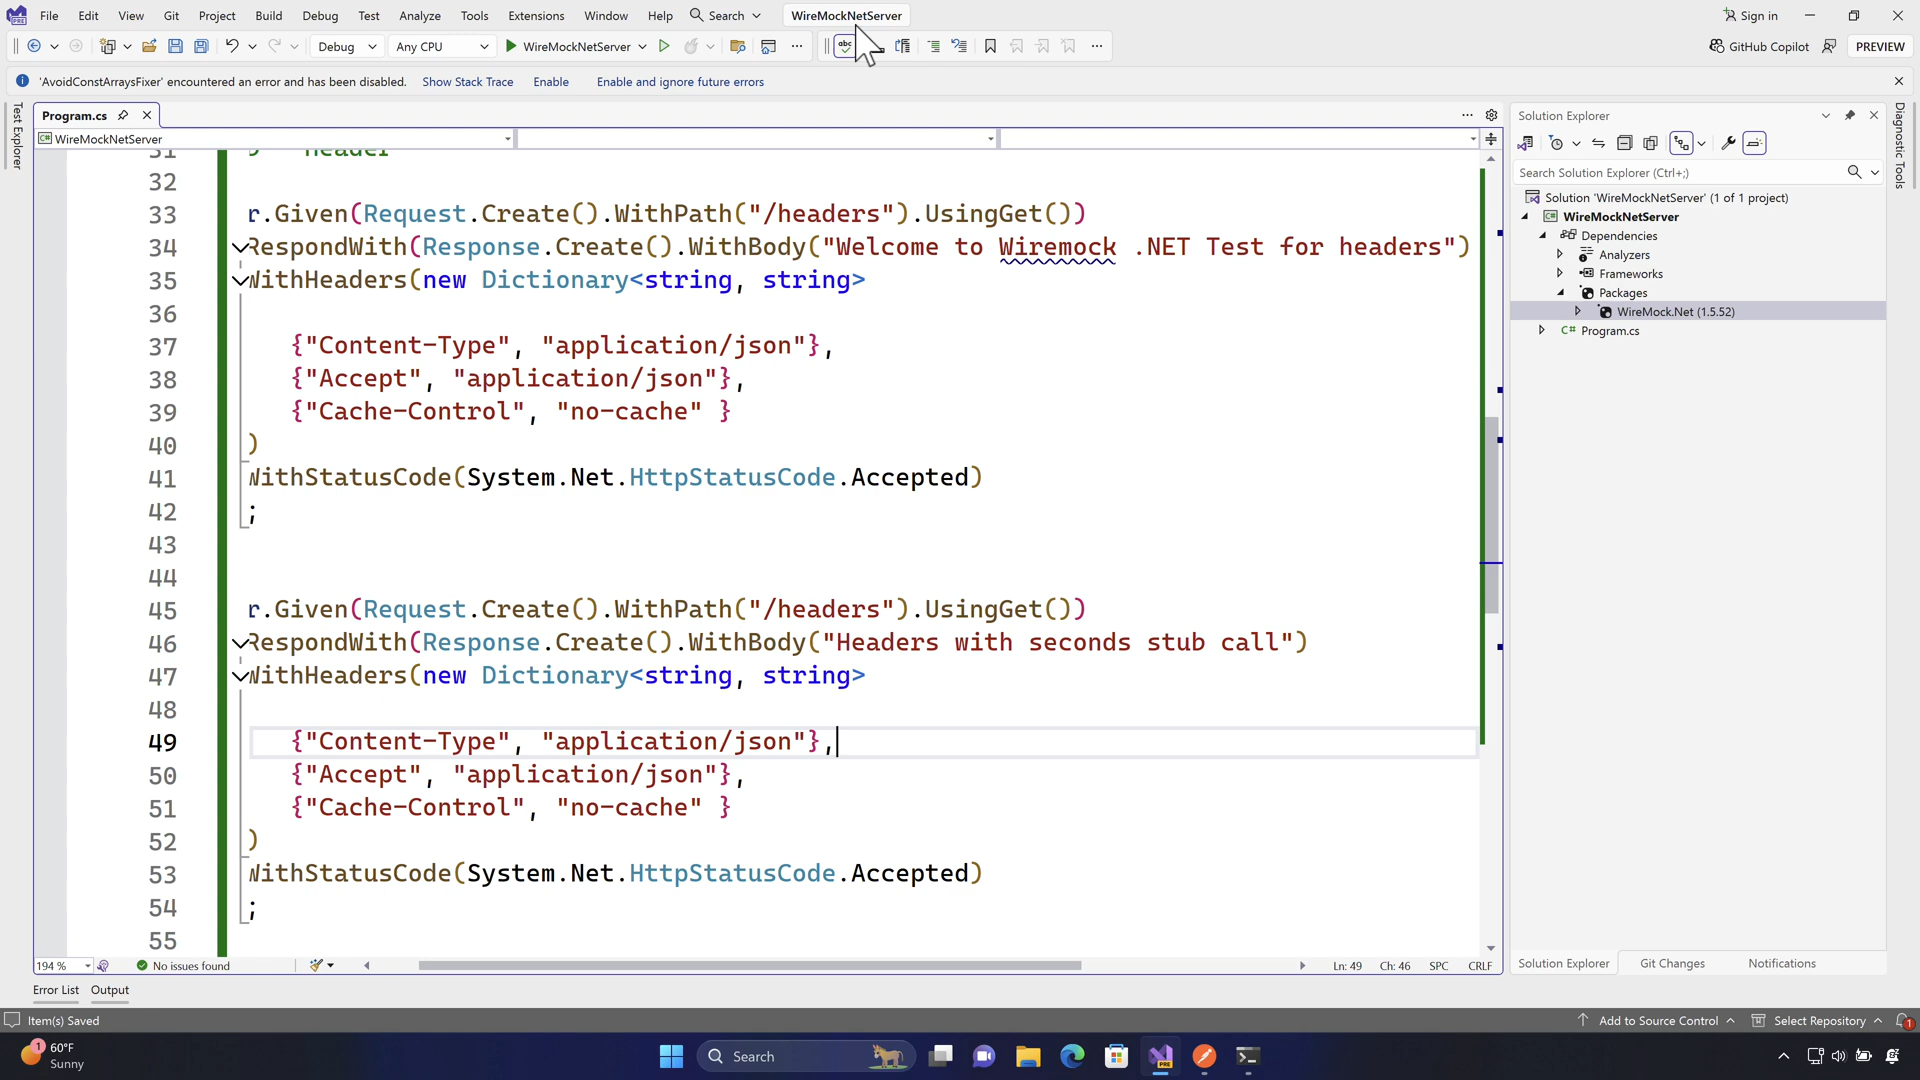 File Edit View Git Project Build Debug Test Analyze Tools Extensions Window Help Search WireMockNetServer Sign in
Debug Any CPU WireMockNetServer abc GitHub Copilot PREVIEW
'AvoidConstArraysFixer' encountered an error and has been disabled. Show Stack Trace Enable Enable and ignore future errors
Test Explorer
Program.cs
WireMockNetServer
32
33 r.Given(Request.Create().WithPath("/headers").UsingGet())
34 RespondWith(Response.Create().WithBody("Welcome to Wiremock .NET Test for headers")
35 WithHeaders(new Dictionary<string, string>
36
37 {"Content-Type", "application/json"},
38 {"Accept", "application/json"},
39 {"Cache-Control", "no-cache" }
40 )
41 WithStatusCode(System.Net.HttpStatusCode.Accepted)
42 ;
43
44
45 r.Given(Request.Create().WithPath("/headers").UsingGet())
46 RespondWith(Response.Create().WithBody("Headers with seconds stub call")
47 WithHeaders(new Dictionary<string, string>
48
49 {"Content-Type", "application/json"},
50 {"Accept", "application/json"},
51 {"Cache-Control", "no-cache" }
52 )
53 WithStatusCode(System.Net.HttpStatusCode.Accepted)
54 ;
55
194 % No issues found Ln: 49 Ch: 46 SPC CRLF
Error List Output
Solution Explorer
Search Solution Explorer (Ctrl+;)
Solution 'WireMockNetServer' (1 of 1 project)
C# WireMockNetServer
Dependencies
Analyzers
Frameworks
Packages
WireMock.Net (1.5.52)
C# Program.cs
Solution Explorer Git Changes Notifications
Diagnostic Tools
Item(s) Saved Add to Source Control Select Repository 1
1 60°F
Sunny
Search
PRE